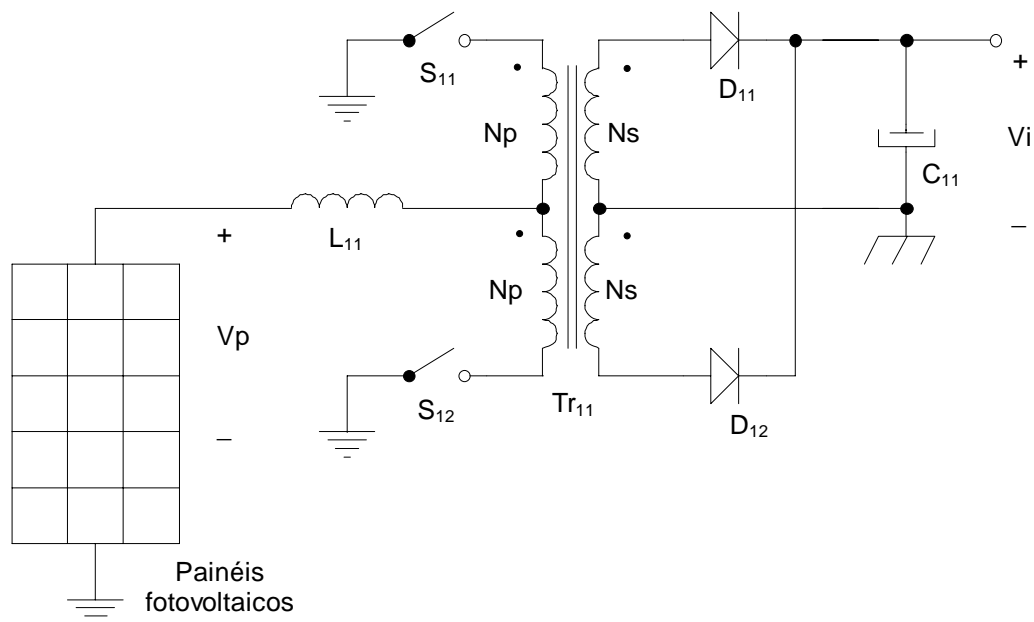 S₁₁
D₁₁
+
Np
Ns
Vi
C₁₁
+
L₁₁
–
Vp
Np
Ns
–
S₁₂
Tr₁₁
D₁₂
Painéis
fotovoltaicos